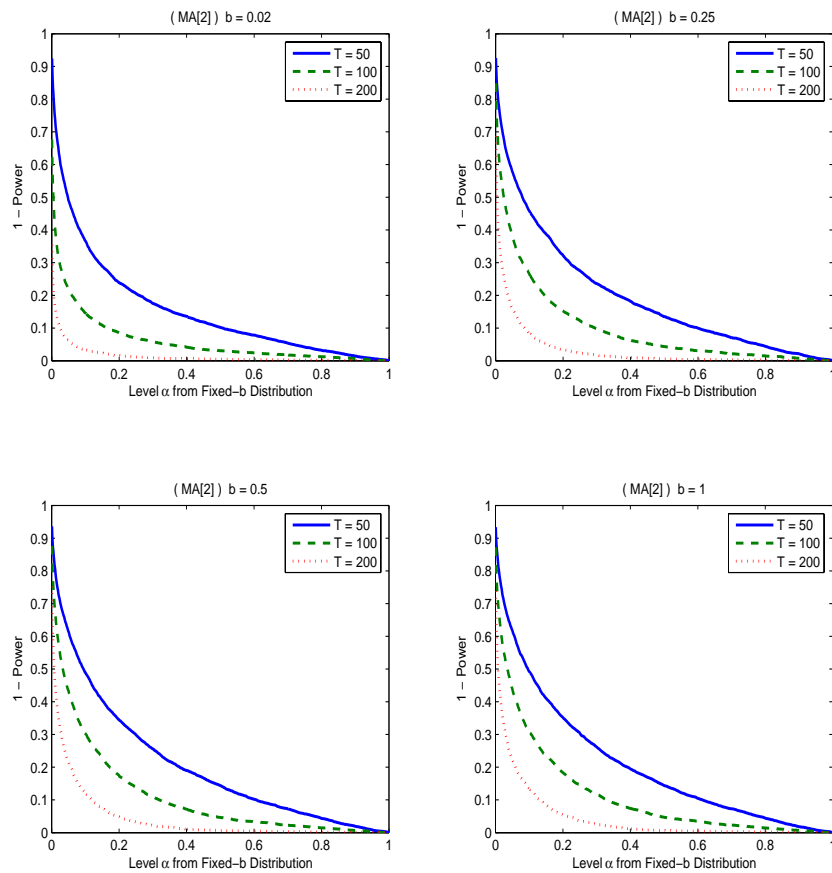 ( MA[2] )  b = 0.02
1 − Power
1
0.9
0.8
0.7
0.6
0.5
0.4
0.3
0.2
0.1
0
0 0.2 0.4 0.6 0.8 1
Level α from Fixed−b Distribution
T = 50
T = 100
T = 200
( MA[2] )  b = 0.25
1 − Power
1
0.9
0.8
0.7
0.6
0.5
0.4
0.3
0.2
0.1
0
0 0.2 0.4 0.6 0.8 1
Level α from Fixed−b Distribution
T = 50
T = 100
T = 200
( MA[2] )  b = 0.5
1 − Power
1
0.9
0.8
0.7
0.6
0.5
0.4
0.3
0.2
0.1
0
0 0.2 0.4 0.6 0.8 1
Level α from Fixed−b Distribution
T = 50
T = 100
T = 200
( MA[2] )  b = 1
1 − Power
1
0.9
0.8
0.7
0.6
0.5
0.4
0.3
0.2
0.1
0
0 0.2 0.4 0.6 0.8 1
Level α from Fixed−b Distribution
T = 50
T = 100
T = 200